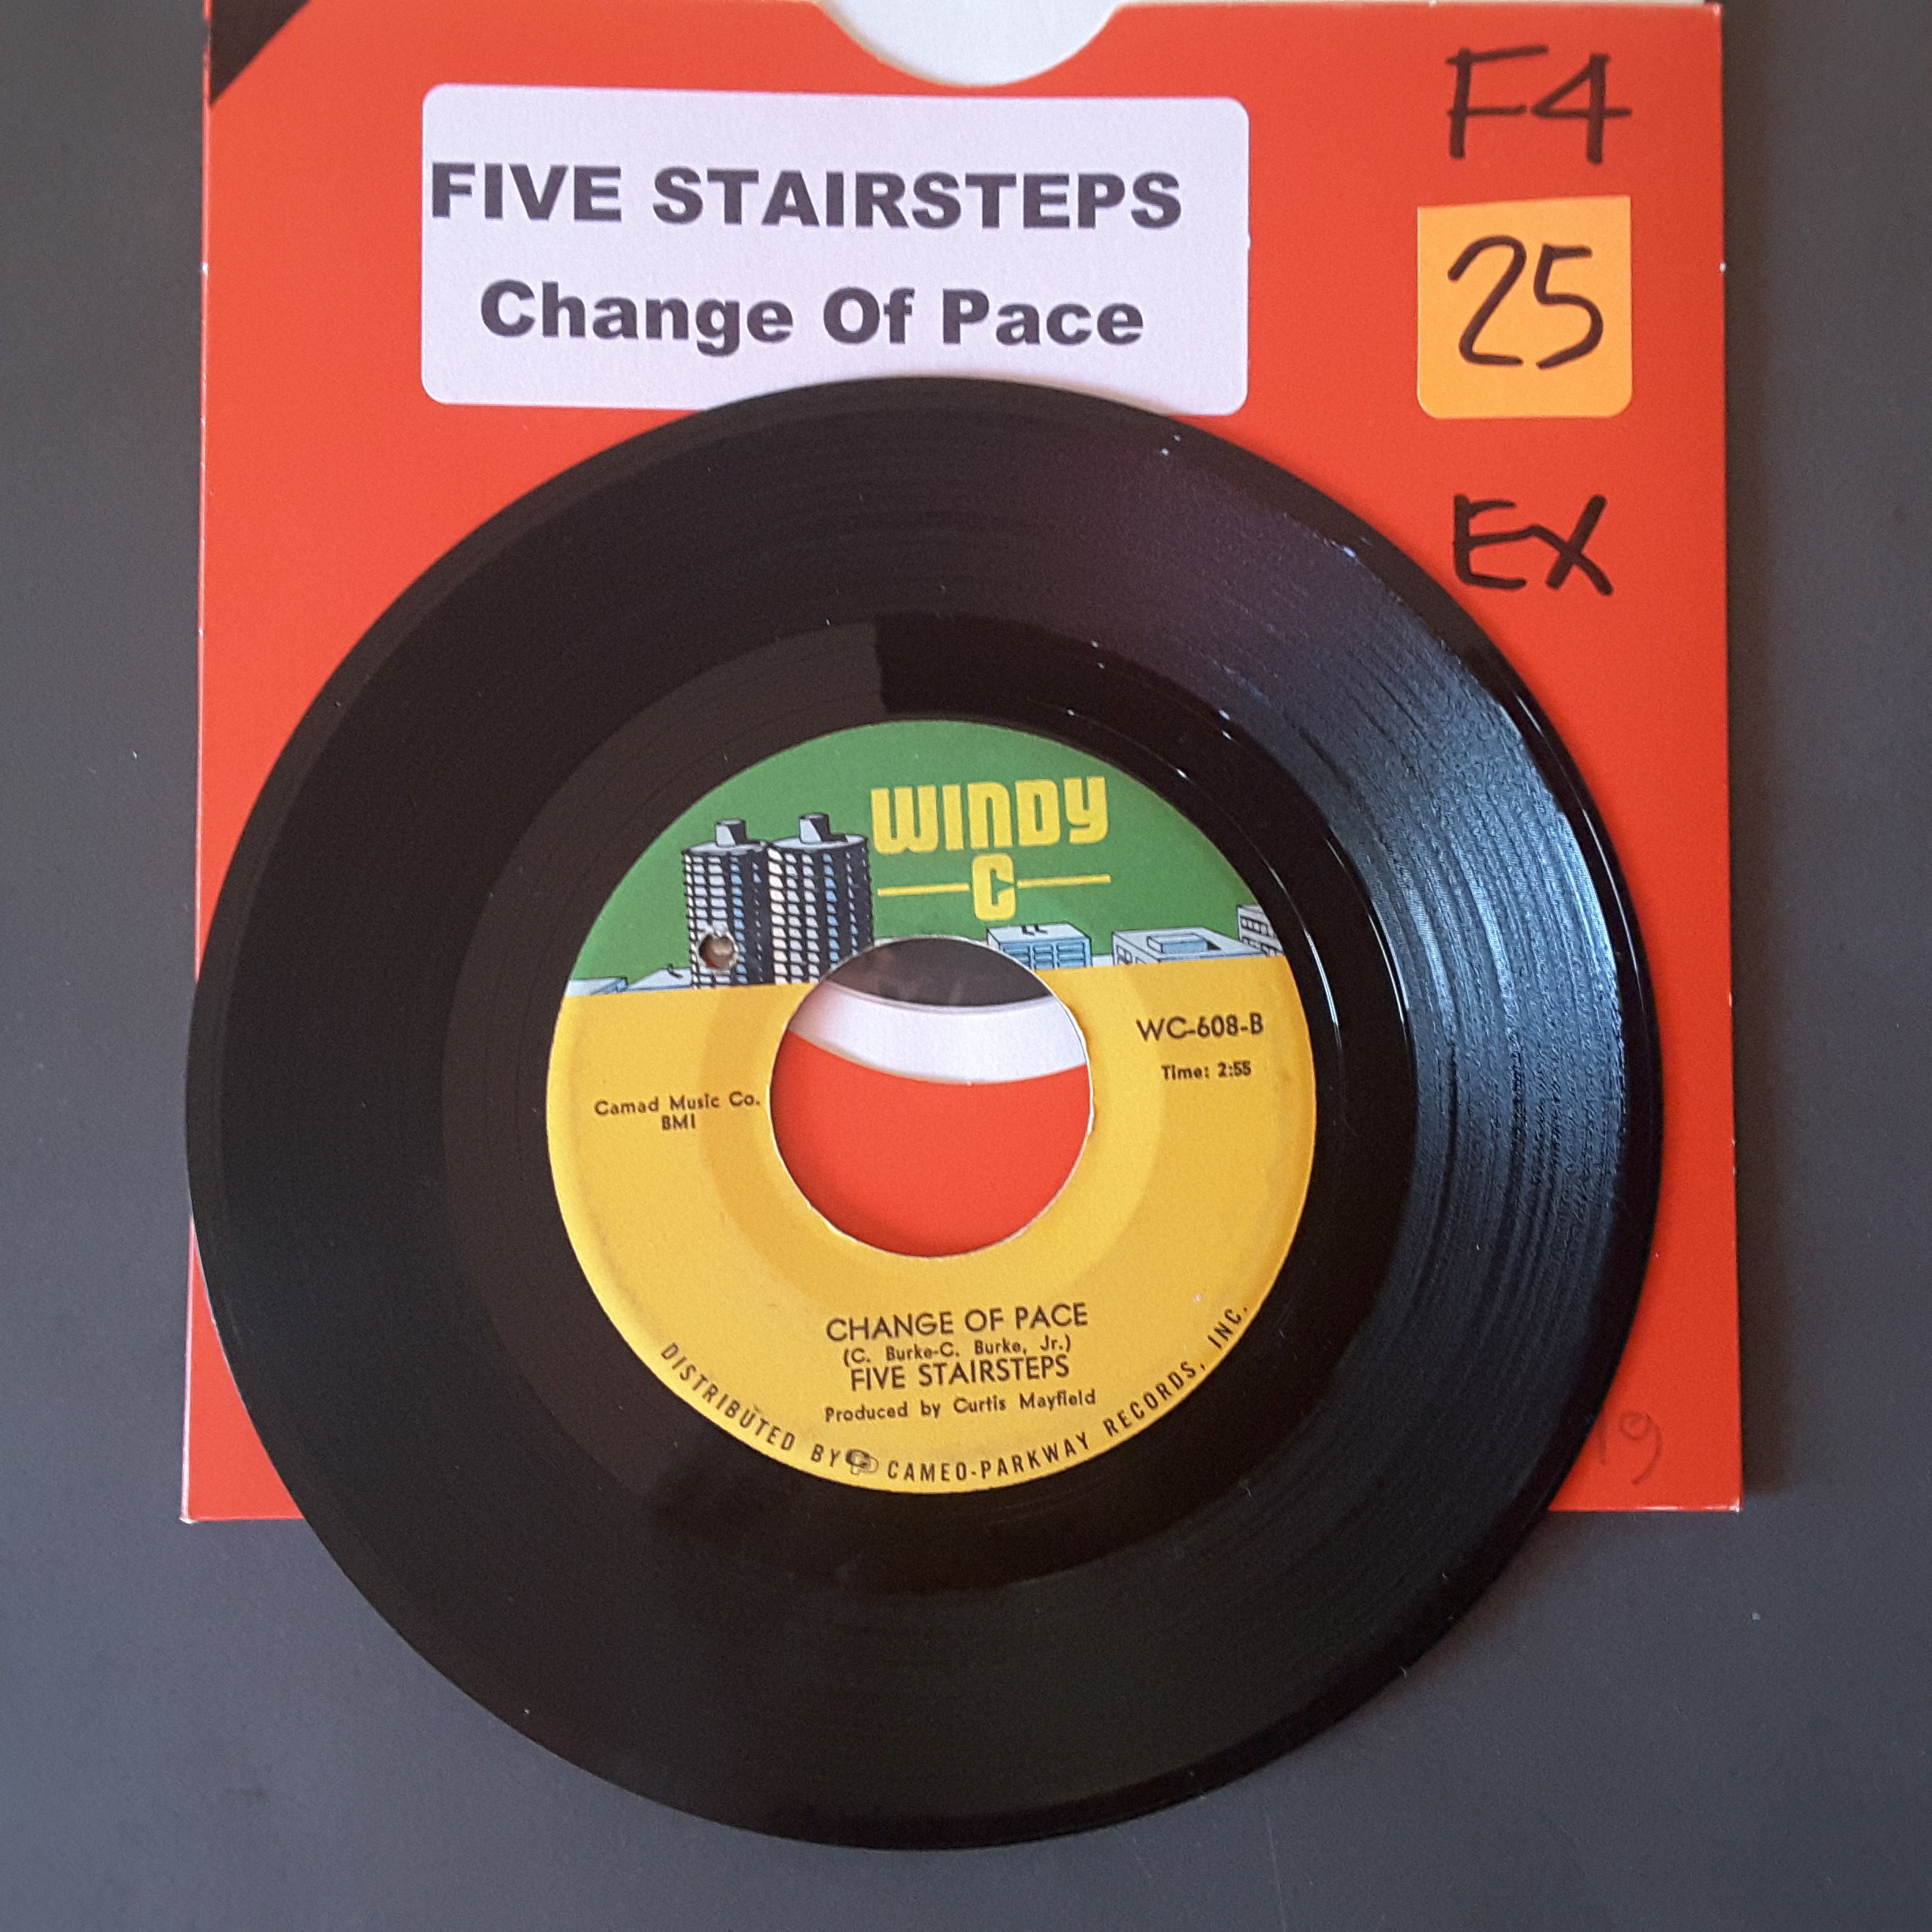 F4
FIVE STAIRSTEPS
Change Of Pace
25
EX
WINDY
C
WC-608-B
Time: 2:55
Camad Music Co.
BMI
CHANGE OF PACE
(C. Burke-C. Burke, Jr.)
FIVE STAIRSTEPS
Produced by Curtis Mayfield
DISTRIBUTED BY CAMEO-PARKWAY RECORDS, INC.
19